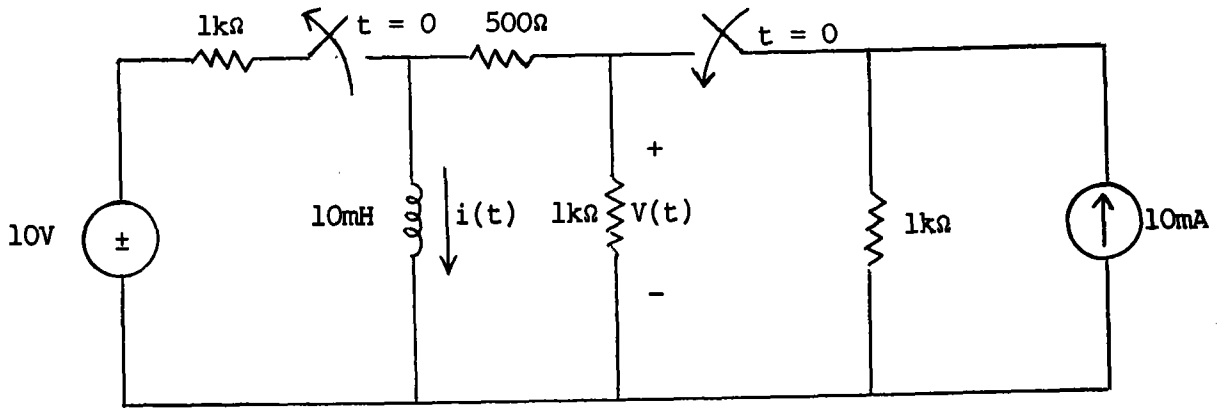 1kΩ
t = 0
500Ω
t = 0
10V
±
10mH
i(t)
1kΩ
+
V(t)
-
1kΩ
10mA